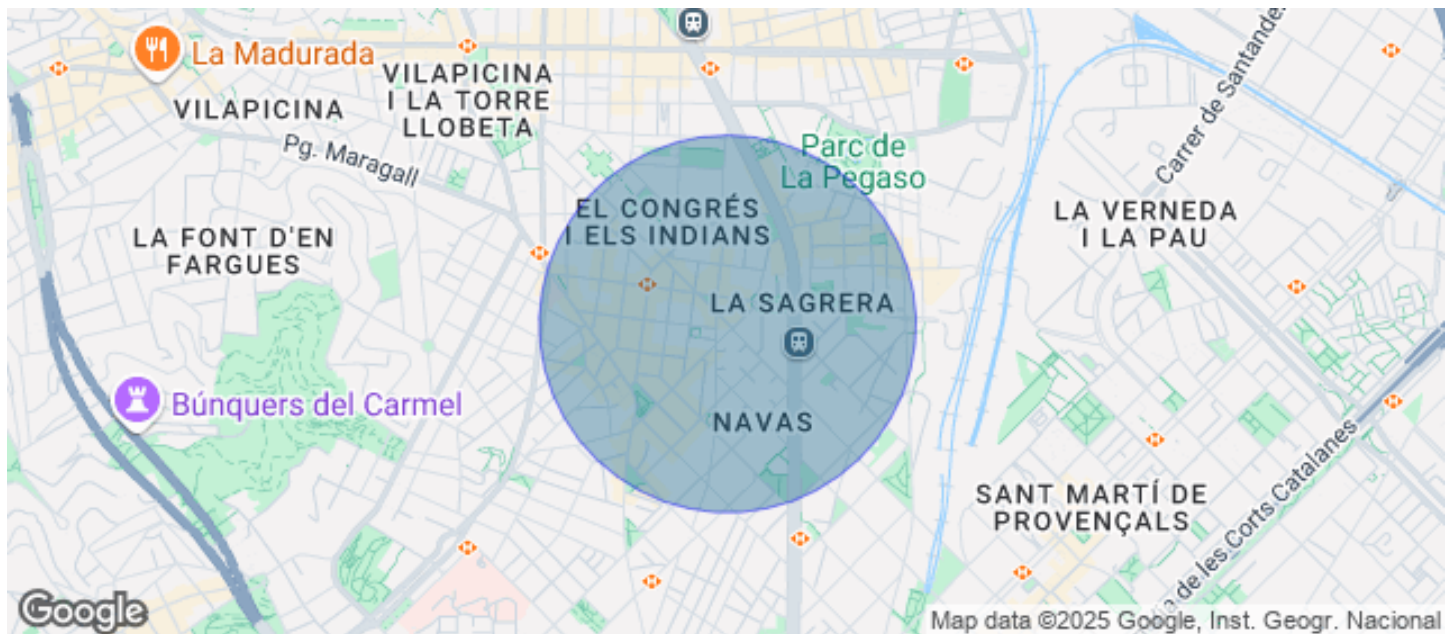 La Madurada
VILAPICINA
I LA TORRE
LLOBETA
VILAPICINA
Pg. Maragall
Carrer de Santander
Parc de
La Pegaso
EL CONGRÉS
I ELS INDIANS
LA VERNEDA
I LA PAU
LA FONT D'EN
FARGUES
LA SAGRERA
Búnquers del Carmel
NAVAS
SANT MARTÍ DE
PROVENÇALS
de les Corts Catalanes
Google
Map data ©2025 Google, Inst. Geogr. Nacional